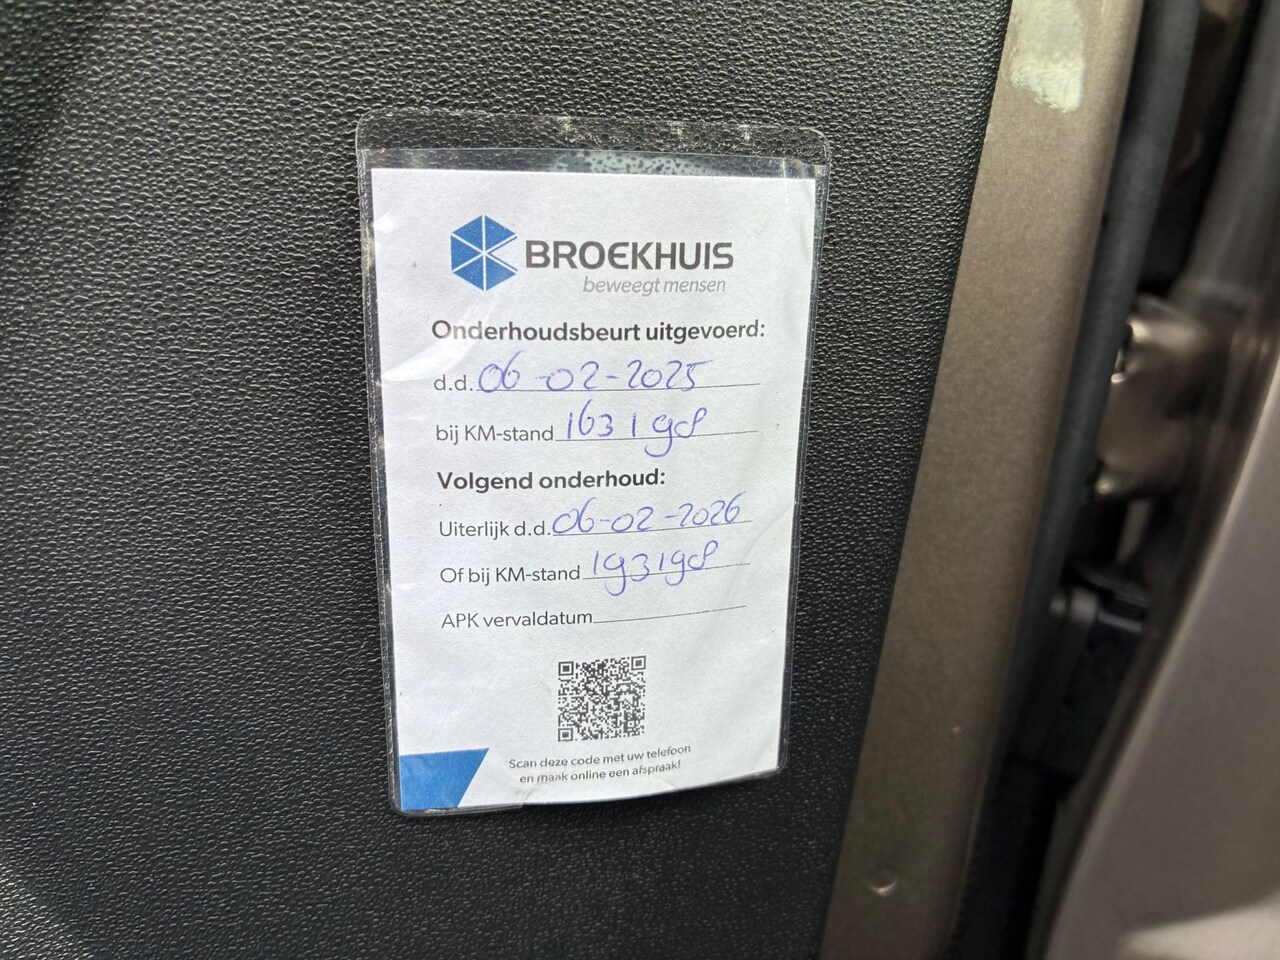 BROEKHUIS
beweegt mensen
Onderhoudsbeurt uitgevoerd:
d.d. 06-02-2025
bij KM-stand 163198
Volgend onderhoud:
Uiterlijk d.d. 06-02-2026
Of bij KM-stand 193198
APK vervaldatum
Scan deze code met uw telefoon
en maak online een afspraak!